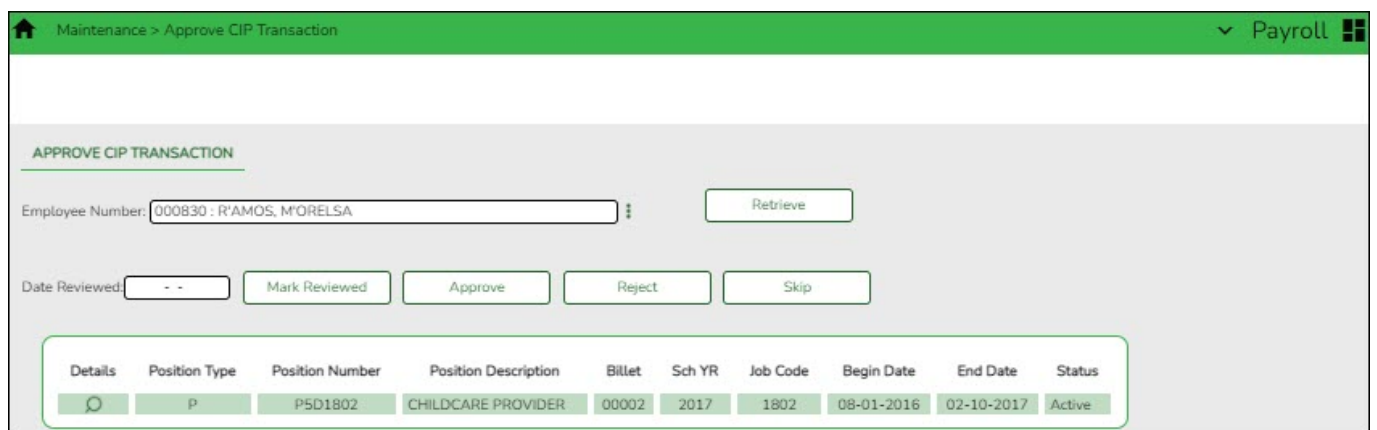 Maintenance > Approve CIP Transaction Payroll
APPROVE CIP TRANSACTION
Employee Number: 000830 : R'AMOS, M'ORELSA Retrieve
Date Reviewed: - - Mark Reviewed Approve Reject Skip
Details Position Type Position Number Position Description Billet Sch YR Job Code Begin Date End Date Status
P P5D1802 CHILDCARE PROVIDER 00002 2017 1802 08-01-2016 02-10-2017 Active